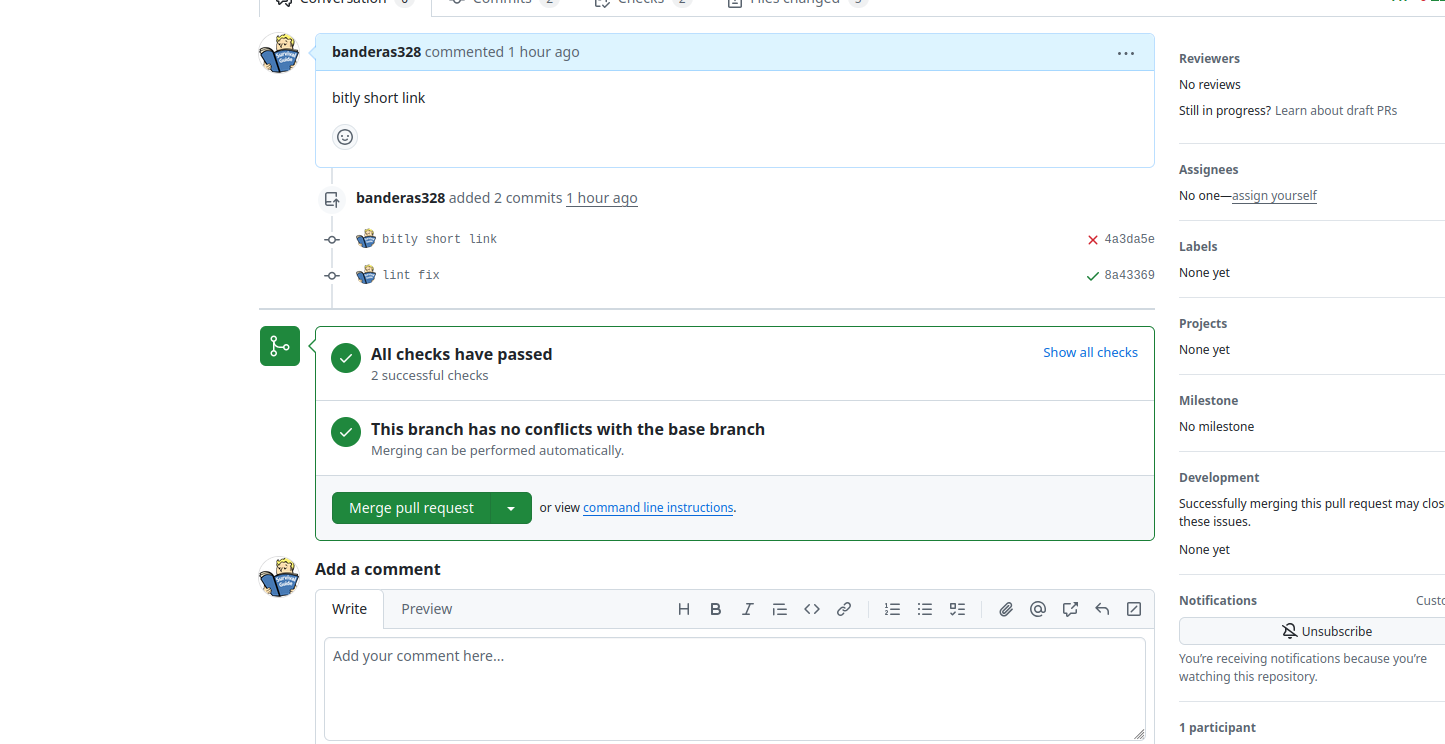 Conversation 0 Commits 2 Checks 2 Files changed 3
banderas328 commented 1 hour ago
bitly short link
banderas328 added 2 commits 1 hour ago
bitly short link 4a3da5e
lint fix 8a43369
All checks have passed
2 successful checks
Show all checks
This branch has no conflicts with the base branch
Merging can be performed automatically.
Merge pull request or view command line instructions.
Add a comment
Write Preview
Add your comment here...
Reviewers
No reviews
Still in progress? Learn about draft PRs
Assignees
No one—assign yourself
Labels
None yet
Projects
None yet
Milestone
No milestone
Development
Successfully merging this pull request may clos
these issues.
None yet
Notifications Custo
Unsubscribe
You're receiving notifications because you're
watching this repository.
1 participant